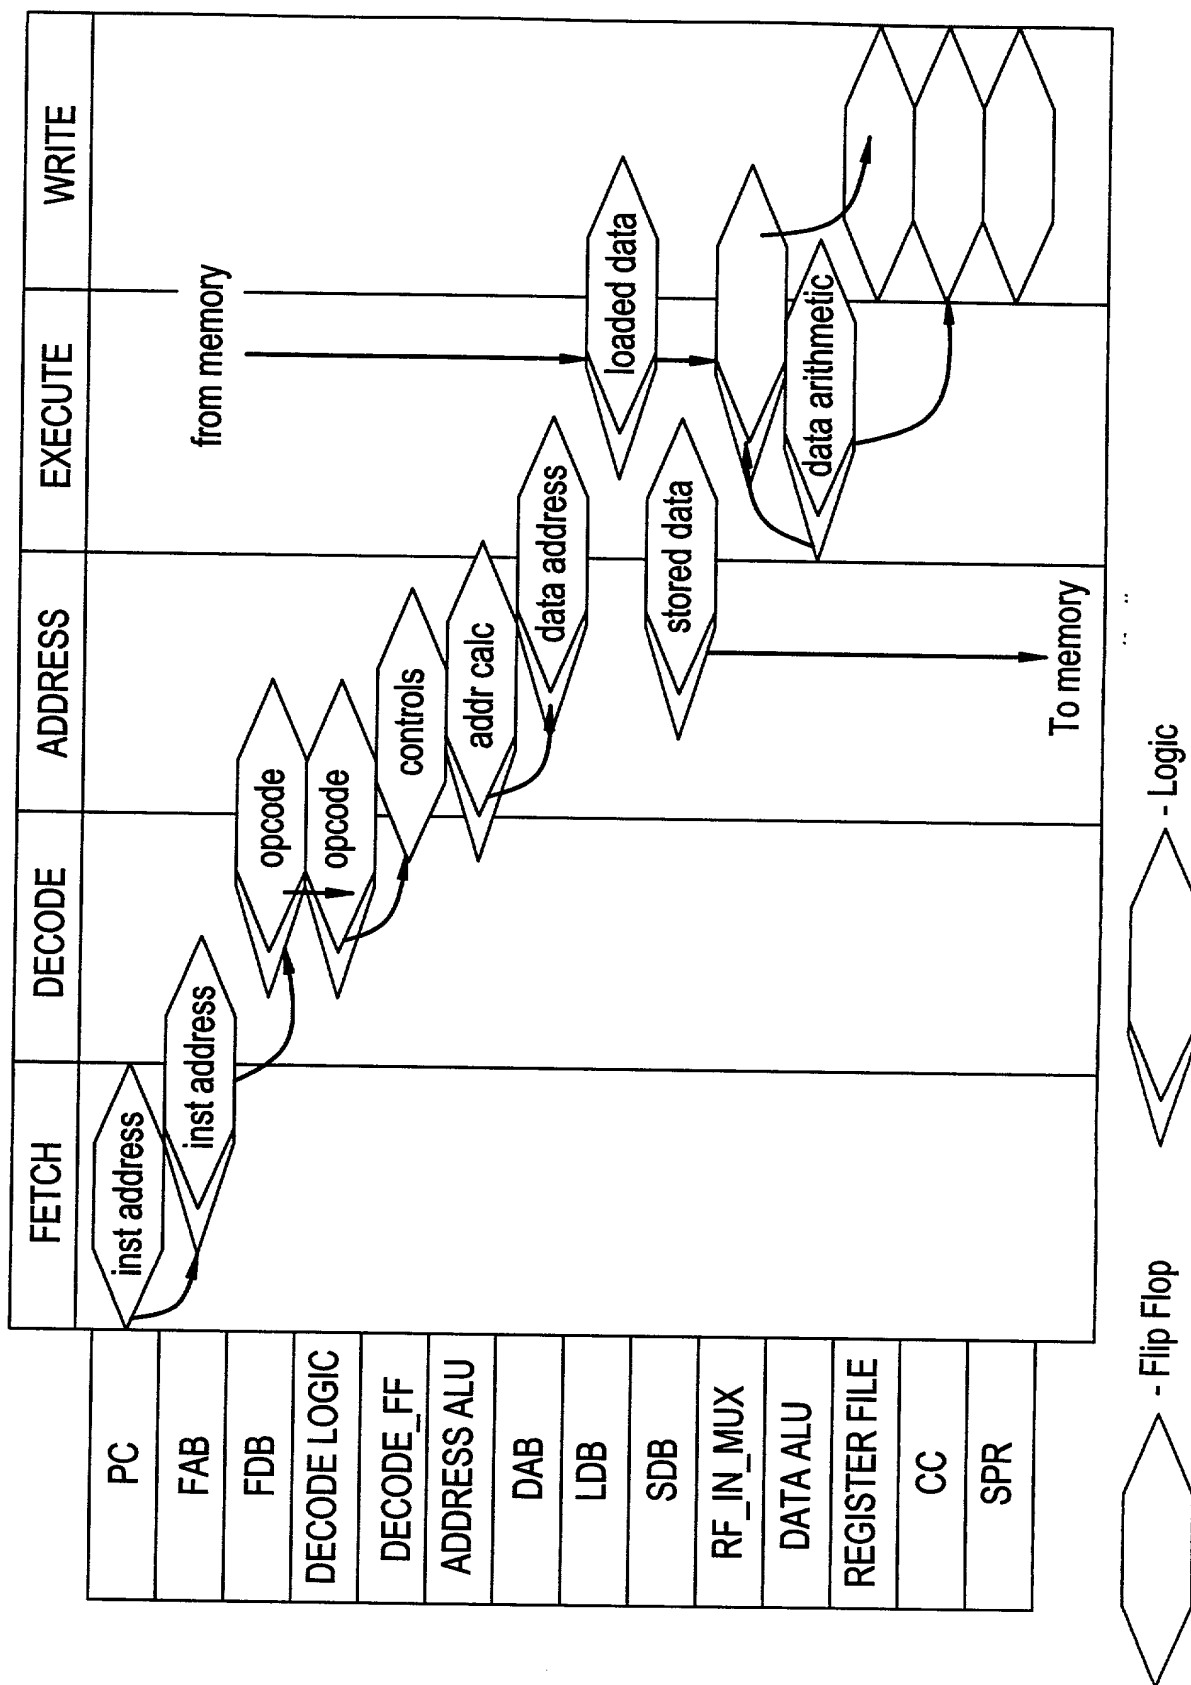 FETCH
DECODE
ADDRESS
EXECUTE
WRITE
PC
inst address
FAB
inst address
FDB
opcode
from memory
DECODE LOGIC
opcode
DECODE_FF
controls
ADDRESS ALU
addr calc
DAB
data address
LDB
loaded data
SDB
stored data
RF_IN_MUX
DATA ALU
data arithmetic
REGISTER FILE
CC
SPR
To memory
- Flip Flop
- Logic